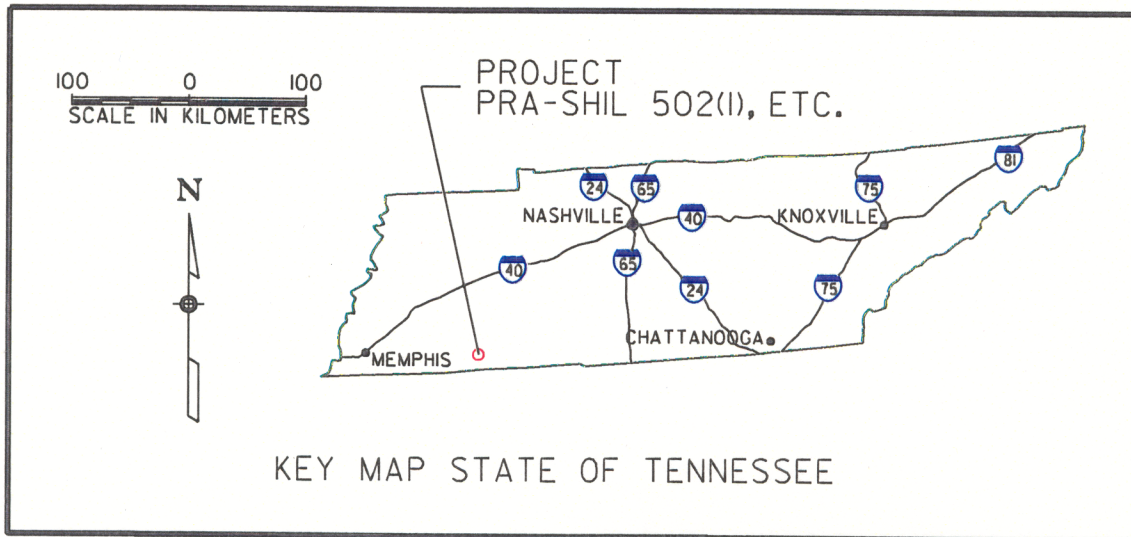 100 0 100
SCALE IN KILOMETERS
PROJECT
PRA-SHIL 502(1), ETC.
N
24
65
75
81
NASHVILLE
40
KNOXVILLE
40
65
24
75
CHATTANOOGA
MEMPHIS
KEY MAP STATE OF TENNESSEE